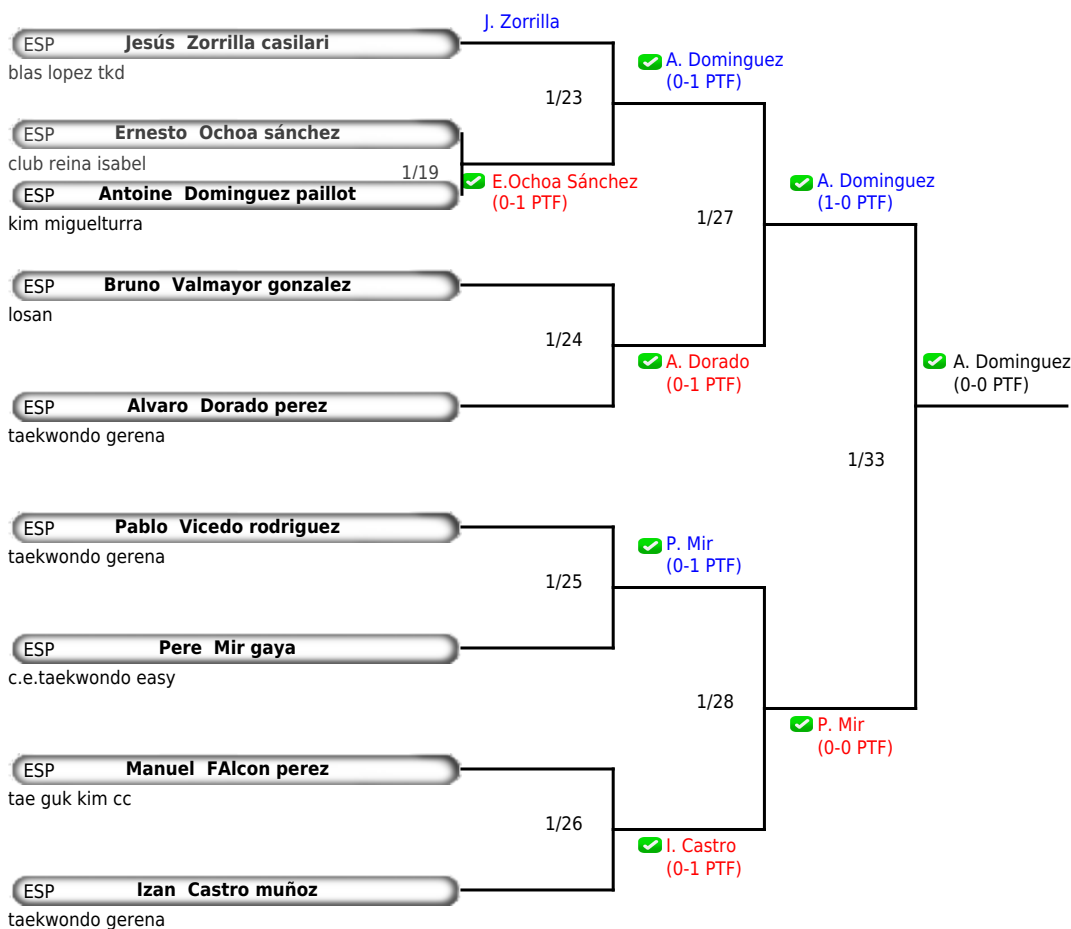 J. Zorrilla
ESP Jesús Zorrilla casilari
blas lopez tkd
A. Dominguez
(0-1 PTF)
1/23
ESP Ernesto Ochoa sánchez
club reina isabel
1/19
E.Ochoa Sánchez
(0-1 PTF)
ESP Antoine Dominguez paillot
kim miguelturra
A. Dominguez
(1-0 PTF)
1/27
ESP Bruno Valmayor gonzalez
losan
1/24
A. Dorado
(0-1 PTF)
A. Dominguez
(0-0 PTF)
ESP Alvaro Dorado perez
taekwondo gerena
1/33
ESP Pablo Vicedo rodriguez
taekwondo gerena
P. Mir
(0-1 PTF)
1/25
ESP Pere Mir gaya
c.e.taekwondo easy
1/28
P. Mir
(0-0 PTF)
ESP Manuel FAlcon perez
tae guk kim cc
1/26
I. Castro
(0-1 PTF)
ESP Izan Castro muñoz
taekwondo gerena